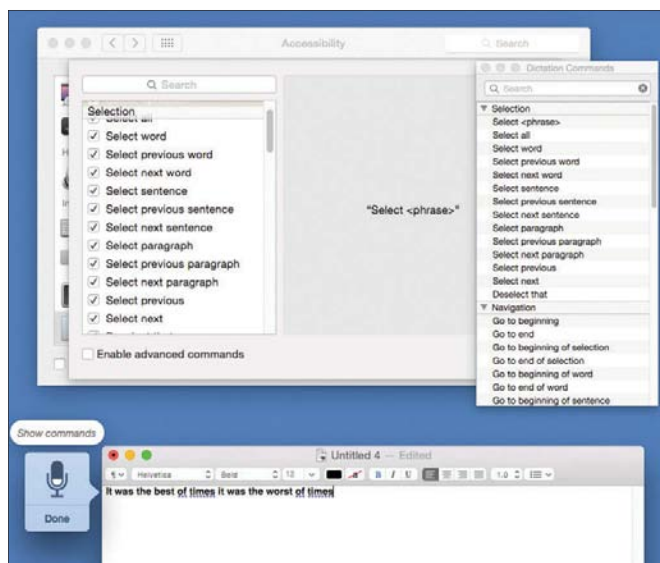 Accessibility
Search
Search
Selection
Select all
Select word
Select previous word
Select next word
Select sentence
Select previous sentence
Select next sentence
Select paragraph
Select previous paragraph
Select next paragraph
Select previous
Select next
Enable advanced commands
"Select <phrase>"
Dictation Commands
Search
Selection
Select <phrase>
Select all
Select word
Select previous word
Select next word
Select sentence
Select previous sentence
Select next sentence
Select paragraph
Select previous paragraph
Select next paragraph
Select previous
Select next
Deselect that
Navigation
Go to beginning
Go to end
Go to beginning of selection
Go to end of selection
Go to beginning of word
Go to end of word
Go to beginning of sentence
Show commands
Done
Untitled 4 — Edited
¶ Helvetica Bold 12 a B I U 1.0
It was the best of times it was the worst of times